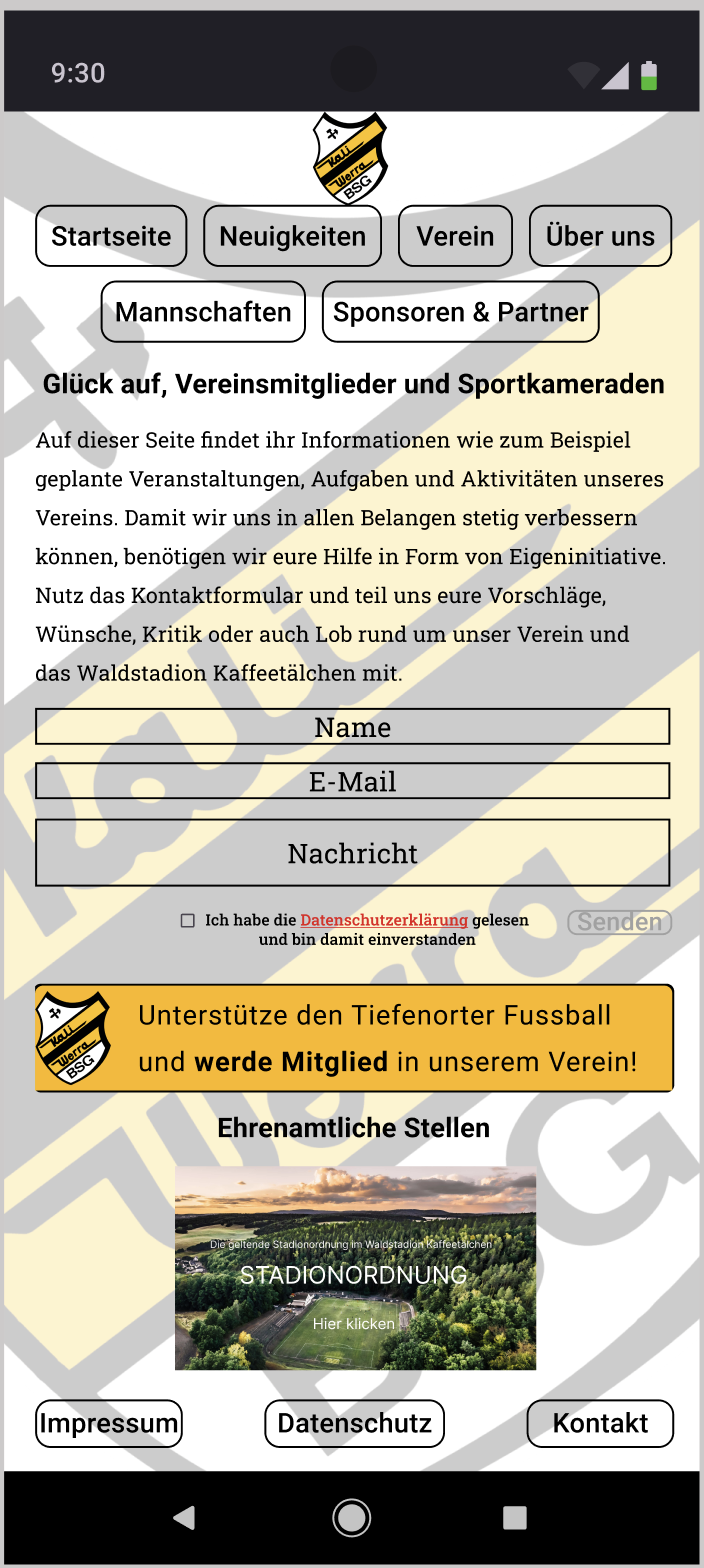 9:30
Kali
Werra
BSG
Startseite Neuigkeiten Verein Über uns
Mannschaften Sponsoren & Partner
Glück auf, Vereinsmitglieder und Sportkameraden
Auf dieser Seite findet ihr Informationen wie zum Beispiel
geplante Veranstaltungen, Aufgaben und Aktivitäten unseres
Vereins. Damit wir uns in allen Belangen stetig verbessern
können, benötigen wir eure Hilfe in Form von Eigeninitiative.
Nutz das Kontaktformular und teil uns eure Vorschläge,
Wünsche, Kritik oder auch Lob rund um unser Verein und
das Waldstadion Kaffeetälchen mit.
Name
E-Mail
Nachricht
Ich habe die Datenschutzerklärung gelesen
und bin damit einverstanden
Senden
Kali
Werra
BSG
Unterstütze den Tiefenorter Fussball
und werde Mitglied in unserem Verein!
Ehrenamtliche Stellen
Die geltende Stadionordnung im Waldstadion Kaffeetälchen
STADIONORDNUNG
Hier klicken
Impressum Datenschutz Kontakt